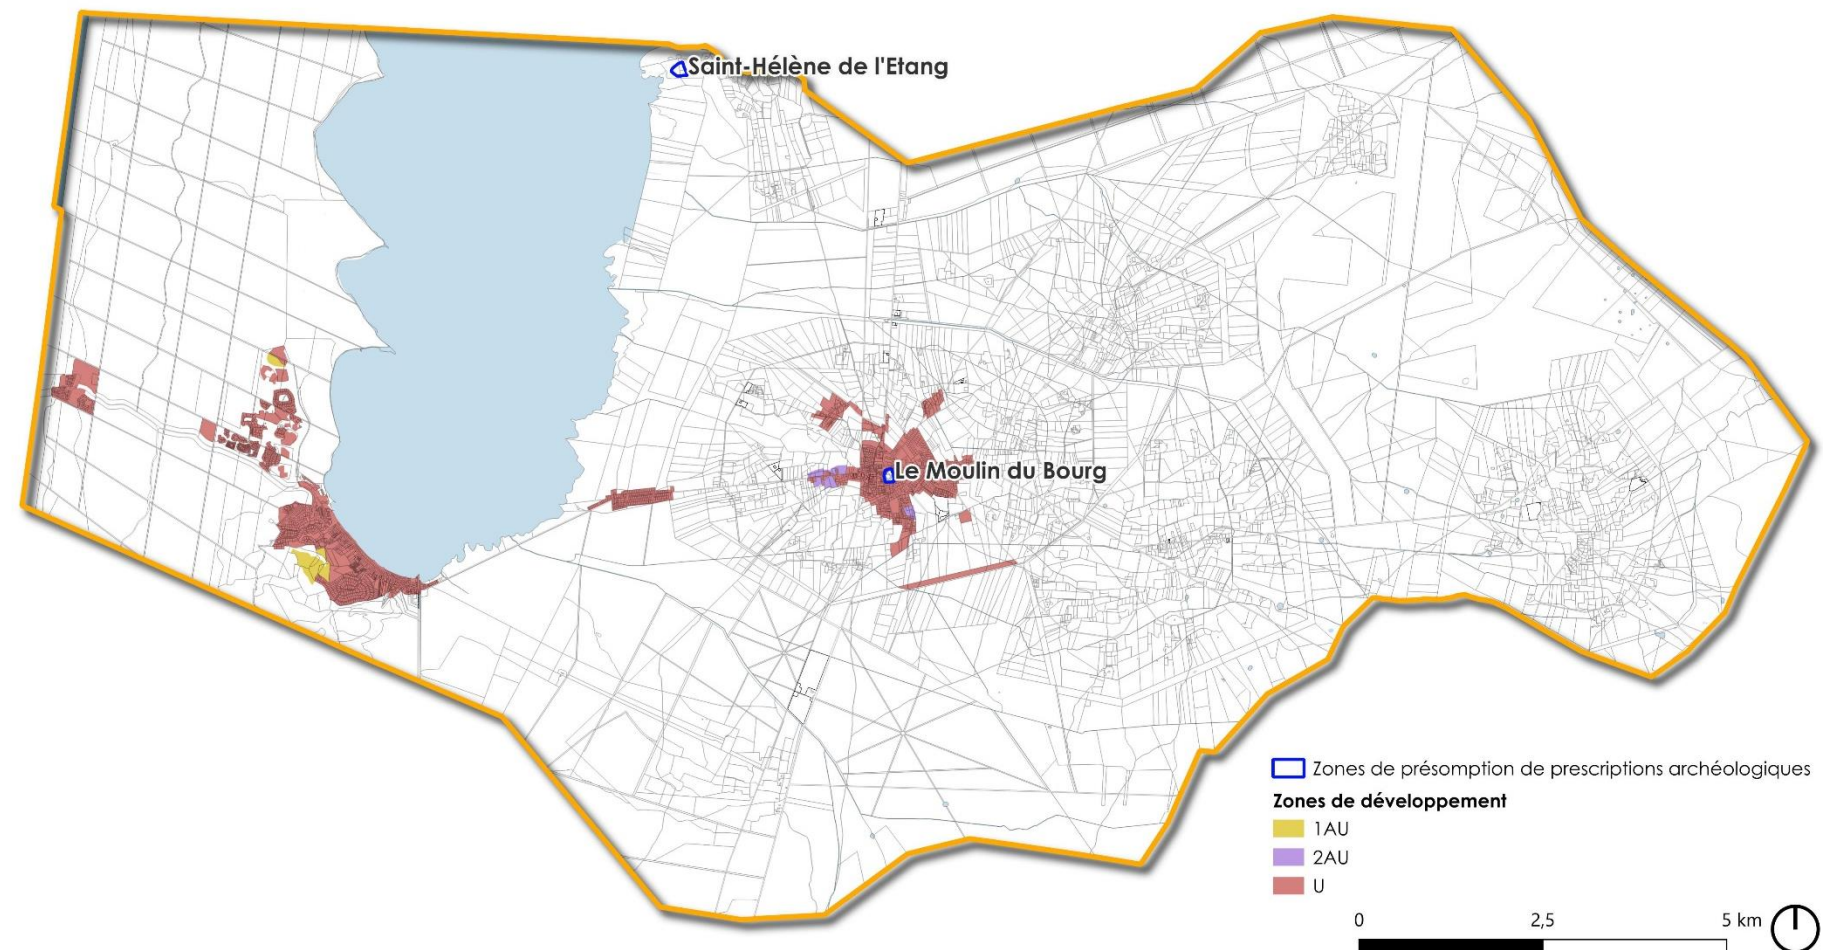 Saint-Hélène de l'Etang
Le Moulin du Bourg
Zones de présomption de prescriptions archéologiques
Zones de développement
1AU
2AU
U
0 2,5 5 km